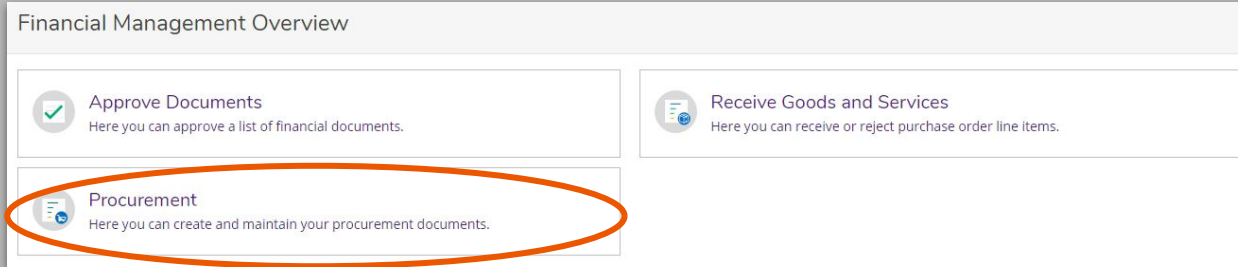 Financial Management Overview
Approve Documents
Here you can approve a list of financial documents.
Receive Goods and Services
Here you can receive or reject purchase order line items.
Procurement
Here you can create and maintain your procurement documents.